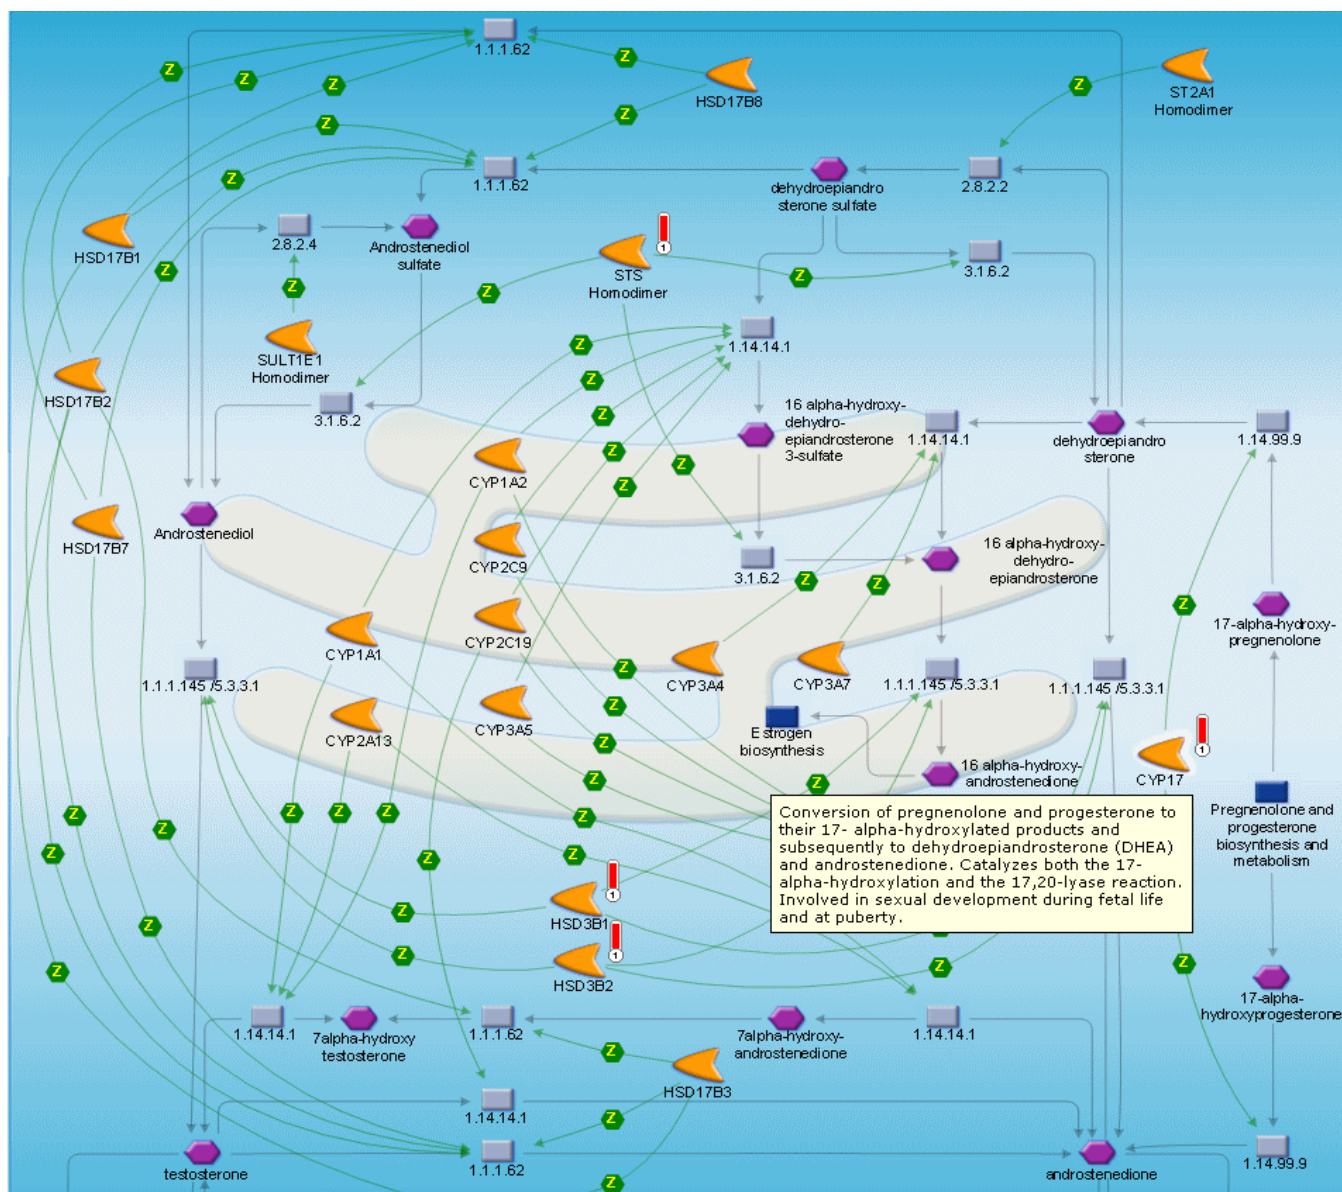 1.1.1.62
Z
Z
Z
Z
HSD17B8
Z
ST2A1
Homodimer
Z
Z
1.1.1.62
Z
dehydroepiandro
sterone sulfate
2.8.2.2
HSD17B1
2.8.2.4
Androstenediol
sulfate
1
STS
Homodimer
3.1.6.2
Z
Z
Z
Z
SULT1E1
Homodimer
1.14.14.1
Z
HSD17B2
Z
3.1.6.2
Z
16 alpha-hydroxy-
dehydro-
epiandrosterone
3-sulfate
1.14.14.1
dehydroepiandro
sterone
1.14.99.9
Z
Z
CYP1A2
Z
Androstenediol
HSD17B7
CYP2C9
3.1.6.2
16 alpha-hydroxy-
dehydro-
epiandrosterone
Z
Z
Z
17-alpha-hydroxy-
pregnenolone
CYP1A1
CYP2C19
Z
CYP3A4
CYP3A7
1.1.1.145 /5.3.3.1
1.1.1.145 /5.3.3.1
1.1.1.145 /5.3.3.1
CYP2A13
CYP3A5
Z
Z
Estrogen
biosynthesis
1
CYP17
16 alpha-hydroxy-
androstenedione
Z
Z
Pregnenolone and
progesterone
biosynthesis and
metabolism
Conversion of pregnenolone and progesterone to
their 17- alpha-hydroxylated products and
subsequently to dehydroepiandrosterone (DHEA)
and androstenedione. Catalyzes both the 17-
alpha-hydroxylation and the 17,20-lyase reaction.
Involved in sexual development during fetal life
and at puberty.
Z
Z
Z
Z
Z
Z
Z
Z
Z
Z
1
HSD3B1
Z
Z
1
HSD3B2
Z
Z
Z
Z
1.14.14.1
7alpha-hydroxy
testosterone
1.1.1.62
7alpha-hydroxy-
androstenedione
1.14.14.1
17-alpha-
hydroxyprogesterone
Z
HSD17B3
1.14.14.1
Z
testosterone
1.1.1.62
androstenedione
1.14.99.9
Z